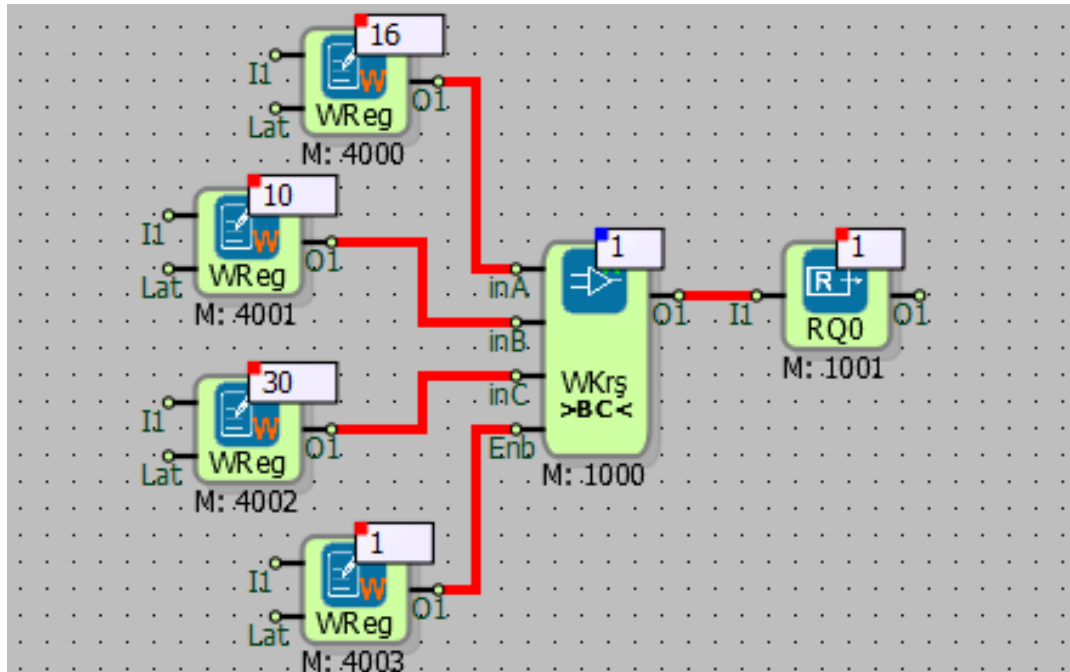 16
I1
W
O1
Lat
WReg
M: 4000
10
I1
W
O1
Lat
WReg
M: 4001
30
I1
W
O1
Lat
WReg
M: 4002
1
I1
W
O1
Lat
WReg
M: 4003
1
inA
inB
inC
Enb
O1
WKrş
>BC<
M: 1000
1
I1
R
O1
RQ0
M: 1001